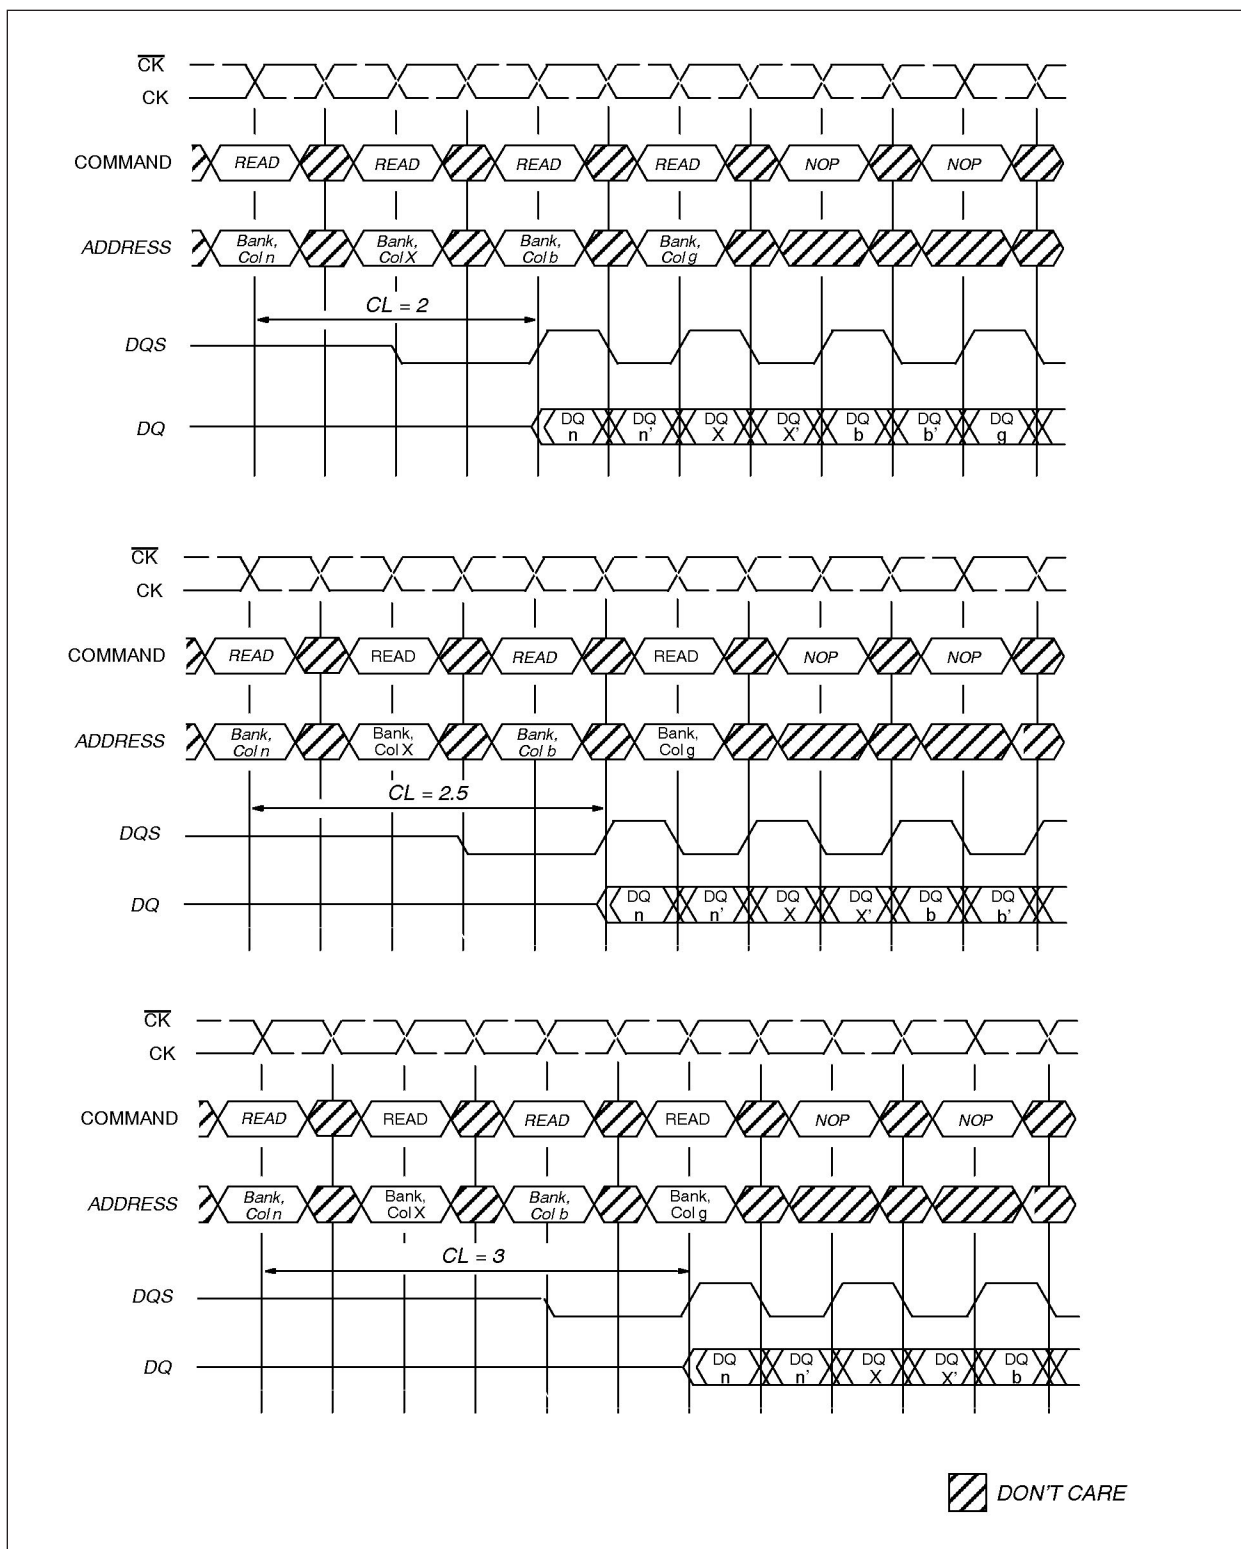 CK
CK
COMMAND READ READ READ READ NOP NOP
ADDRESS Bank, Col n Bank, Col X Bank, Col b Bank, Col g
CL = 2
DQS
DQ DQ n DQ n' DQ X DQ X' DQ b DQ b' DQ g
CK
CK
COMMAND READ READ READ READ NOP NOP
ADDRESS Bank, Col n Bank, Col X Bank, Col b Bank, Col g
CL = 2.5
DQS
DQ DQ n DQ n' DQ X DQ X' DQ b DQ b'
CK
CK
COMMAND READ READ READ READ NOP NOP
ADDRESS Bank, Col n Bank, Col X Bank, Col b Bank, Col g
CL = 3
DQS
DQ DQ n DQ n' DQ X DQ X' DQ b
DON'T CARE